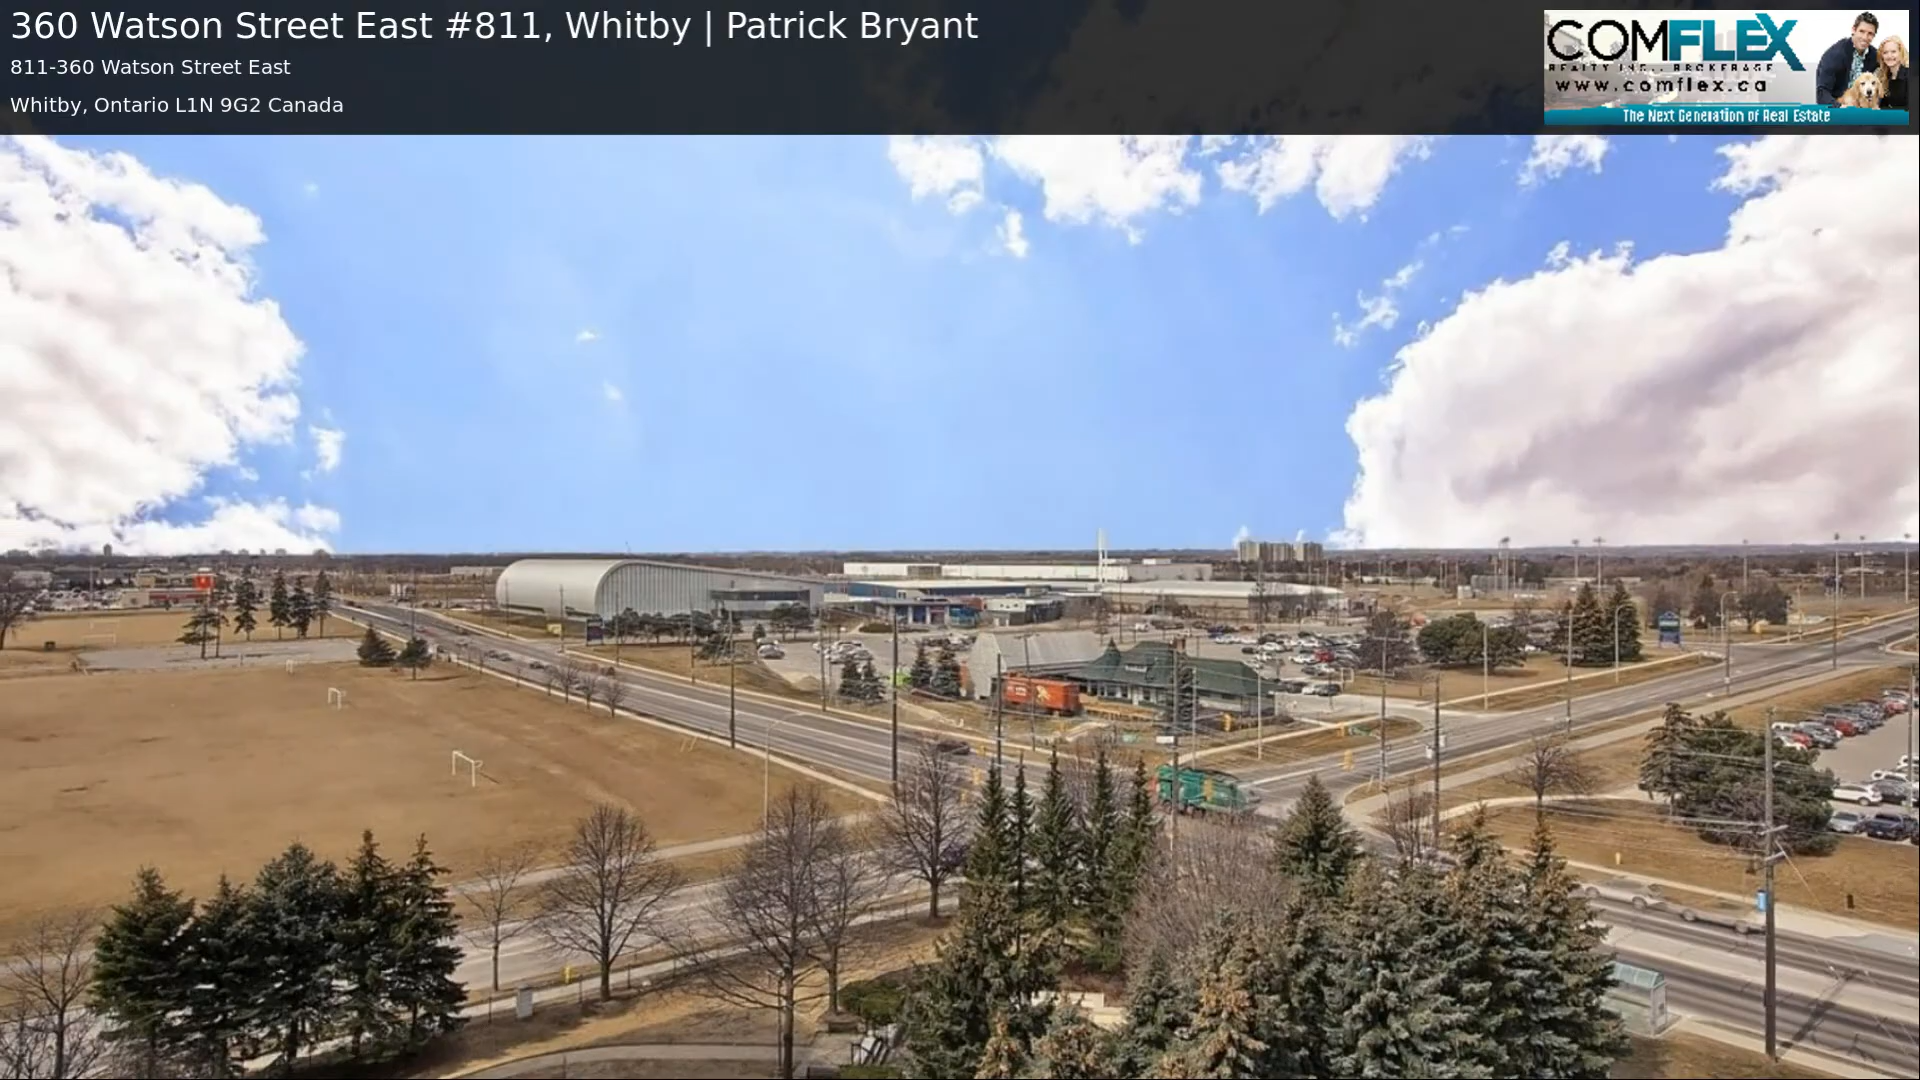 360 Watson Street East #811, Whitby | Patrick Bryant
811-360 Watson Street East
Whitby, Ontario L1N 9G2 Canada
COMFLEX
REALTY INC., BROKERAGE
www.comflex.ca
The Next Generation of Real Estate